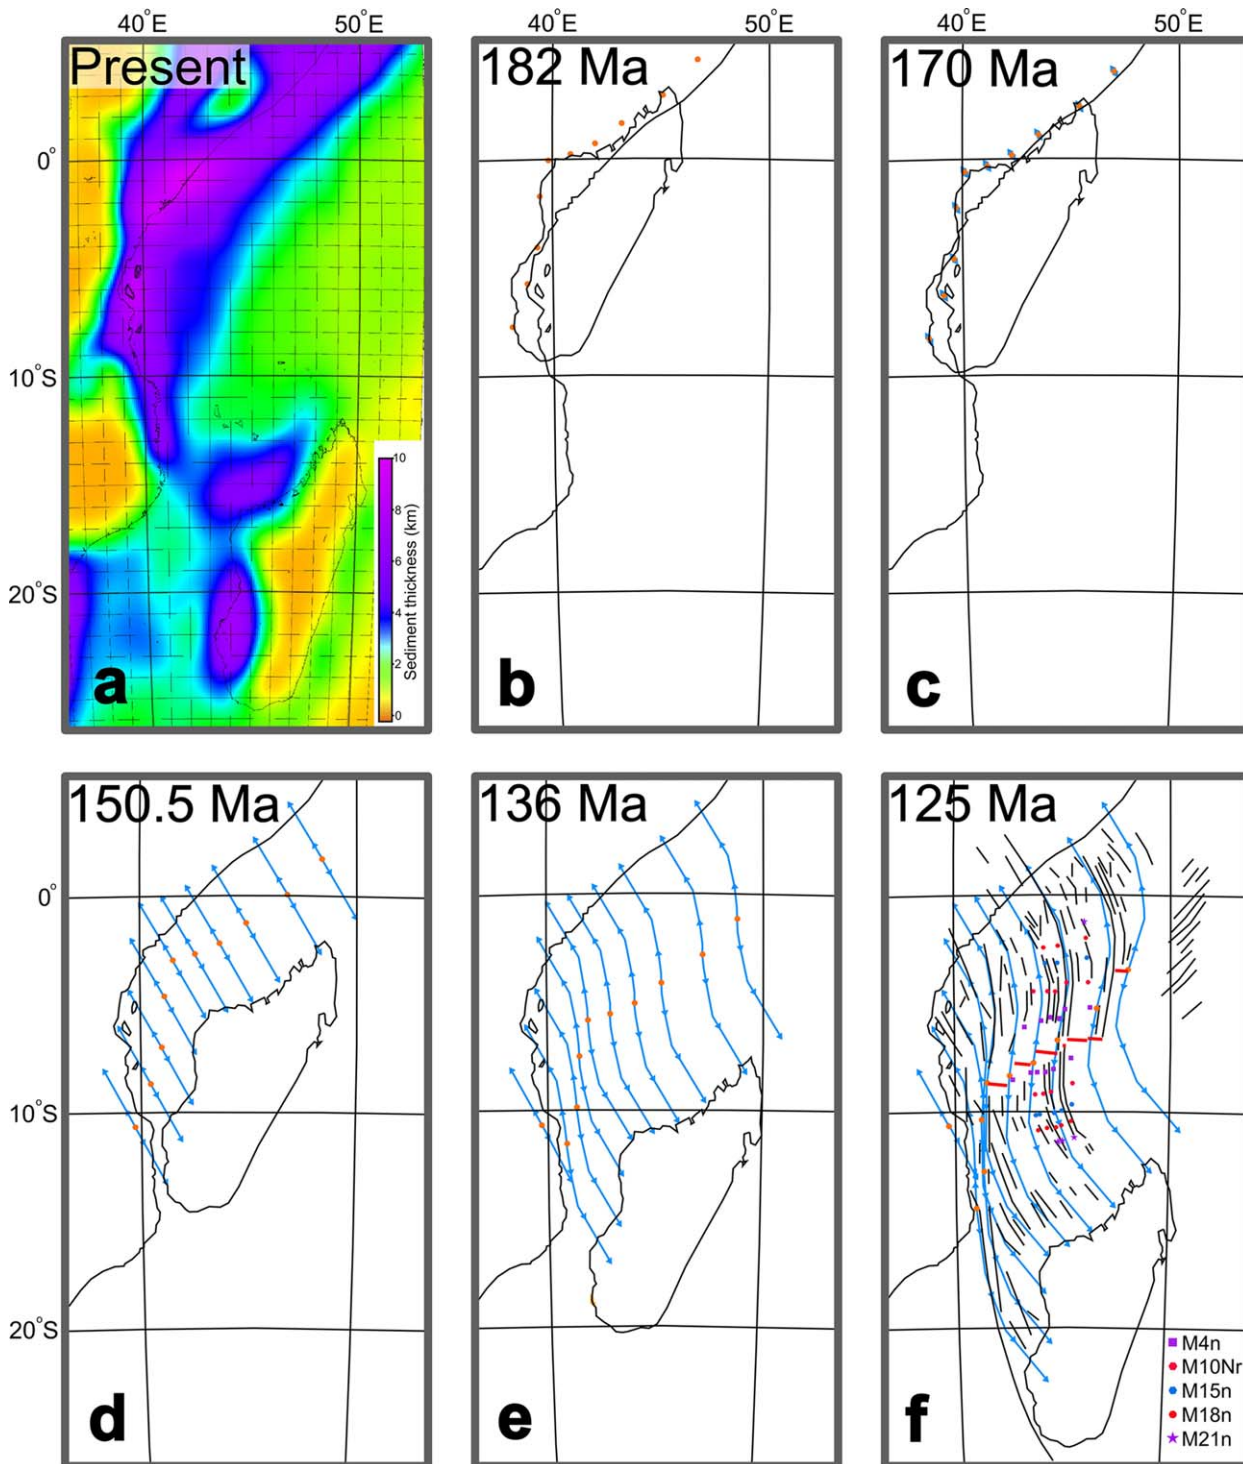 40°E 50°E 40°E 50°E 40°E 50°E
Present 182 Ma 170 Ma
0°
10°S
20°S
10
8
6
4
2
0
Sediment thickness (km)
a b c
150.5 Ma 136 Ma 125 Ma
0°
10°S
20°S
M4n
M10Nr
M15n
M18n
M21n
d e f